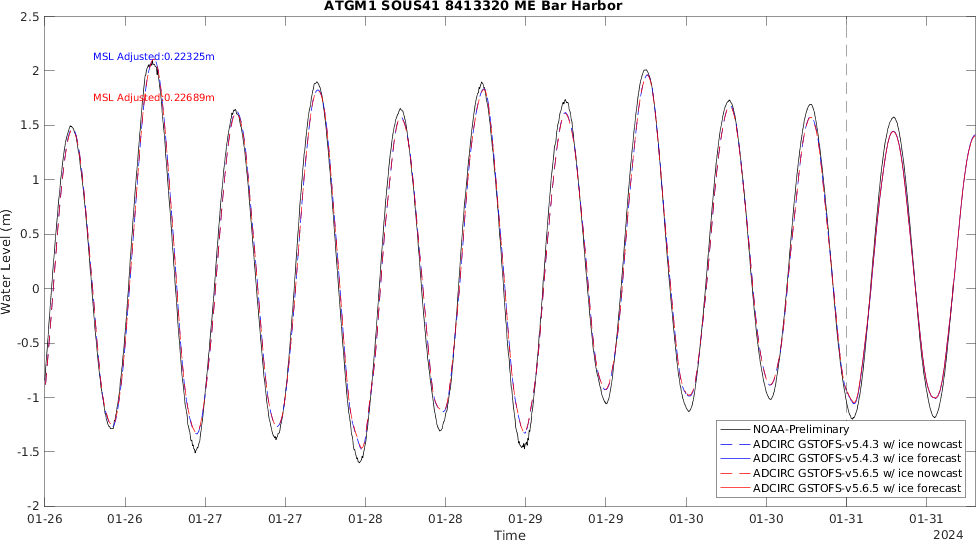 ATGM1 SOUS41 8413320 ME Bar Harbor
2.5
MSL Adjusted:0.22325m
2
MSL Adjusted:0.22689m
1.5
1
0.5
Water Level (m)
0
-0.5
-1
-1.5
-2
NOAA-Preliminary
ADCIRC GSTOFS-v5.4.3 w/ ice nowcast
ADCIRC GSTOFS-v5.4.3 w/ ice forecast
ADCIRC GSTOFS-v5.6.5 w/ ice nowcast
ADCIRC GSTOFS-v5.6.5 w/ ice forecast
01-26 01-26 01-27 01-27 01-28 01-28 01-29 01-29 01-30 01-30 01-31 01-31
Time
2024